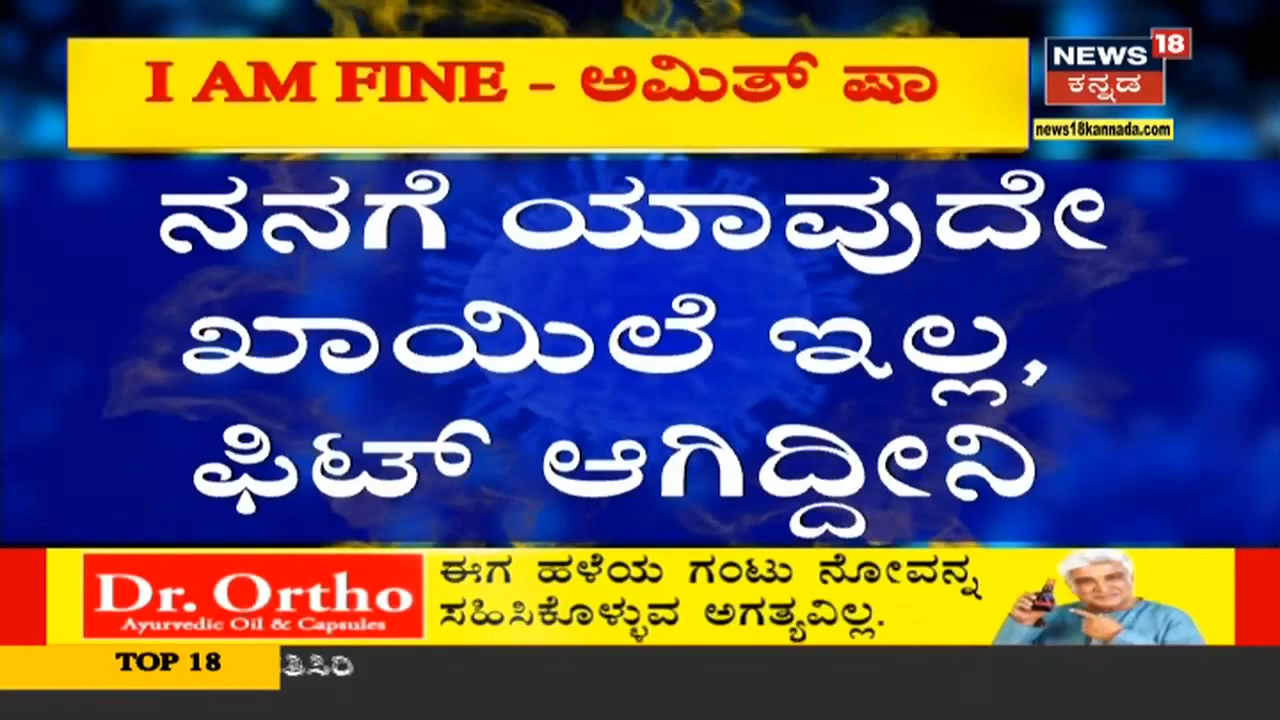 I AM FINE - ಅಮಿತ್ ಷಾ
NEWS 18
ಕನ್ನಡ
news18kannada.com
ನನಗೆ ಯಾವುದೇ
ಖಾಯಿಲೆ ಇಲ್ಲ,
ಫಿಟ್ ಆಗಿದ್ದೀನಿ
Dr. Ortho
Ayurvedic Oil & Capsules
ಈಗ ಹಳೆಯ ಗಂಟು ನೋವನ್ನ
ಸಹಿಸಿಕೊಳ್ಳುವ ಅಗತ್ಯವಿಲ್ಲ.
TOP 18